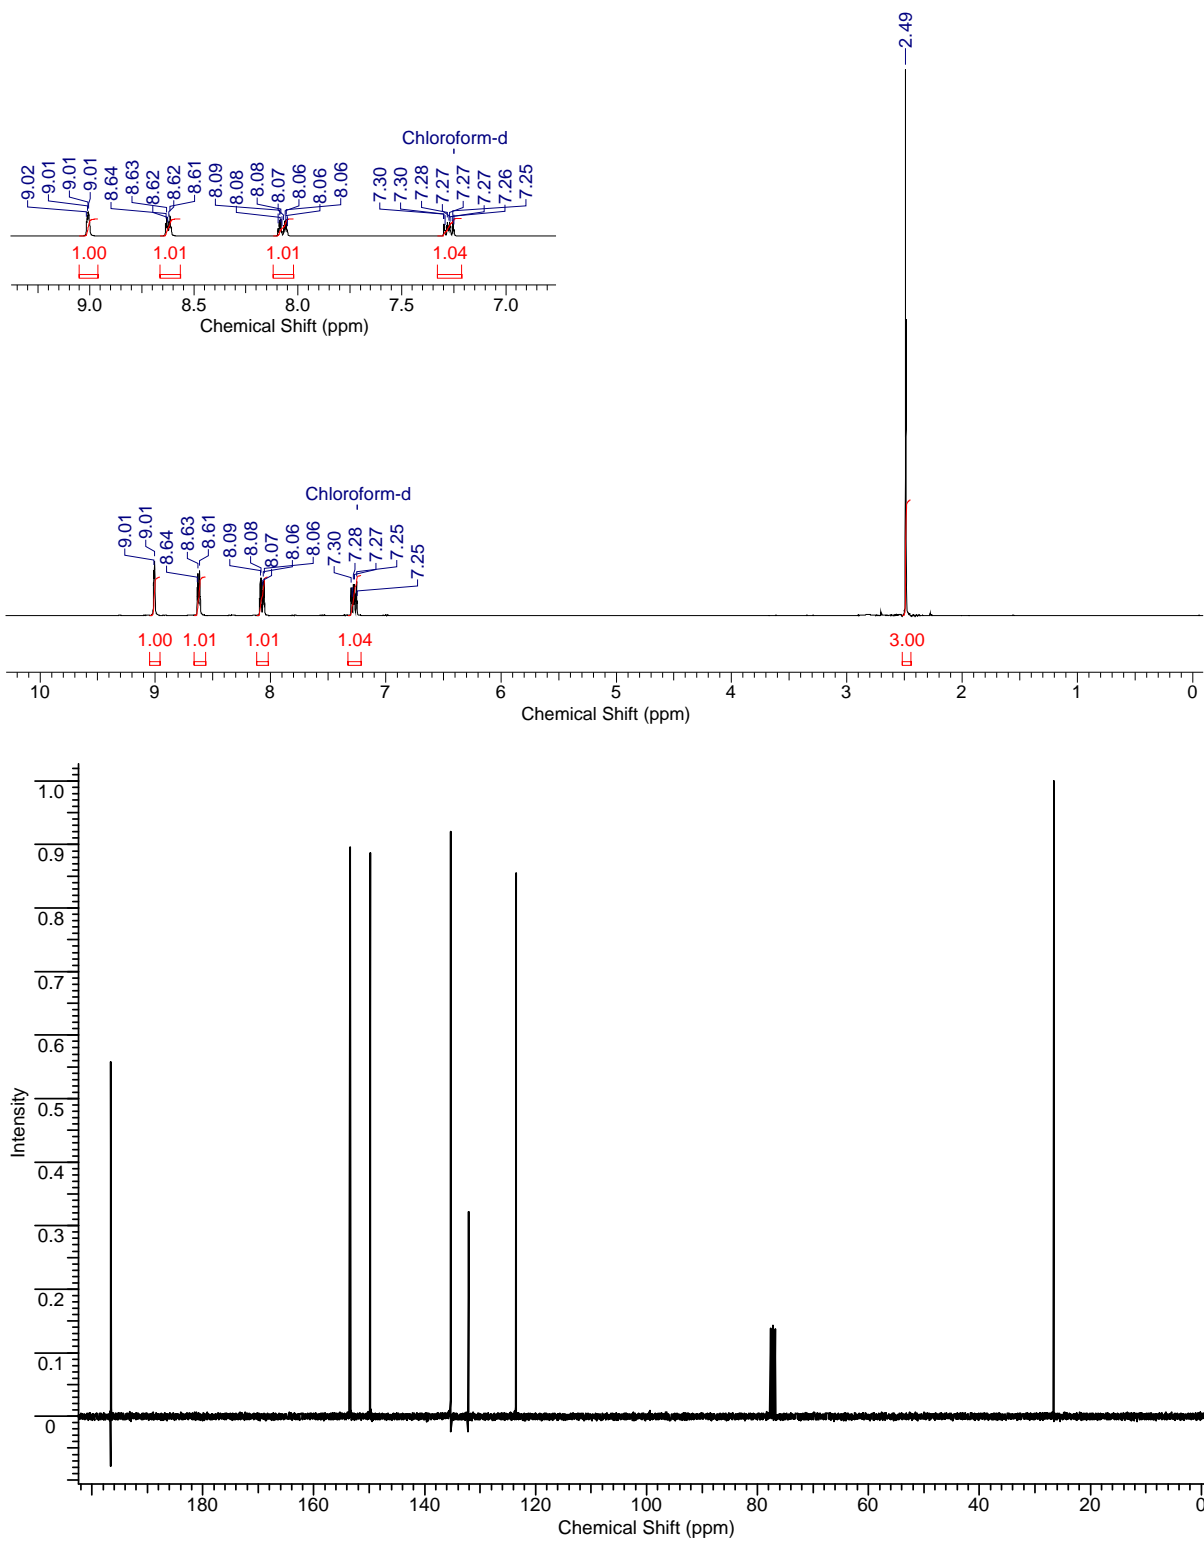 2.49
Chloroform-d
9.02 9.01 9.01 9.01 8.64 8.63 8.62 8.62 8.61 8.09 8.08 8.08 8.07 8.06 8.06 8.06 7.30 7.30 7.28 7.27 7.27 7.27 7.26 7.25
1.00 1.01 1.01 1.04
9.0 8.5 8.0 7.5 7.0
Chemical Shift (ppm)
Chloroform-d
9.01 9.01 8.64 8.63 8.61 8.09 8.08 8.07 8.06 8.06 7.30 7.28 7.27 7.25 7.25
1.00 1.01 1.01 1.04 3.00
10 9 8 7 6 5 4 3 2 1 0
Chemical Shift (ppm)
1.0
0.9
0.8
0.7
0.6
0.5
0.4
0.3
0.2
0.1
0
Intensity
180 160 140 120 100 80 60 40 20 0
Chemical Shift (ppm)